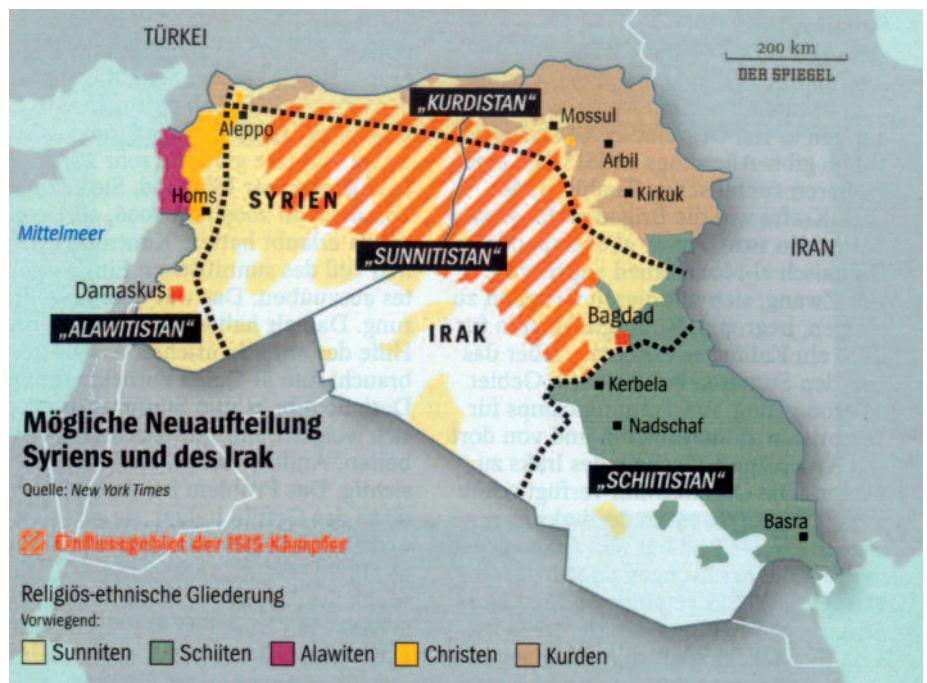 TÜRKEI
200 km
DER SPIEGEL
„KURDISTAN“
Mossul
Aleppo
Arbil
Kirkuk
Homs
SYRIEN
Mittelmeer
IRAN
„SUNNITISTAN“
Damaskus
Bagdad
„ALAWITISTAN“
IRAK
Kerbela
Nadschaf
„SCHIITISTAN“
Basra
Mögliche Neuaufteilung
Syriens und des Irak
Quelle: New York Times
Einflussgebiet der ISIS-Kämpfer
Religiös-ethnische Gliederung
Vorwiegend:
Sunniten
Schiiten
Alawiten
Christen
Kurden